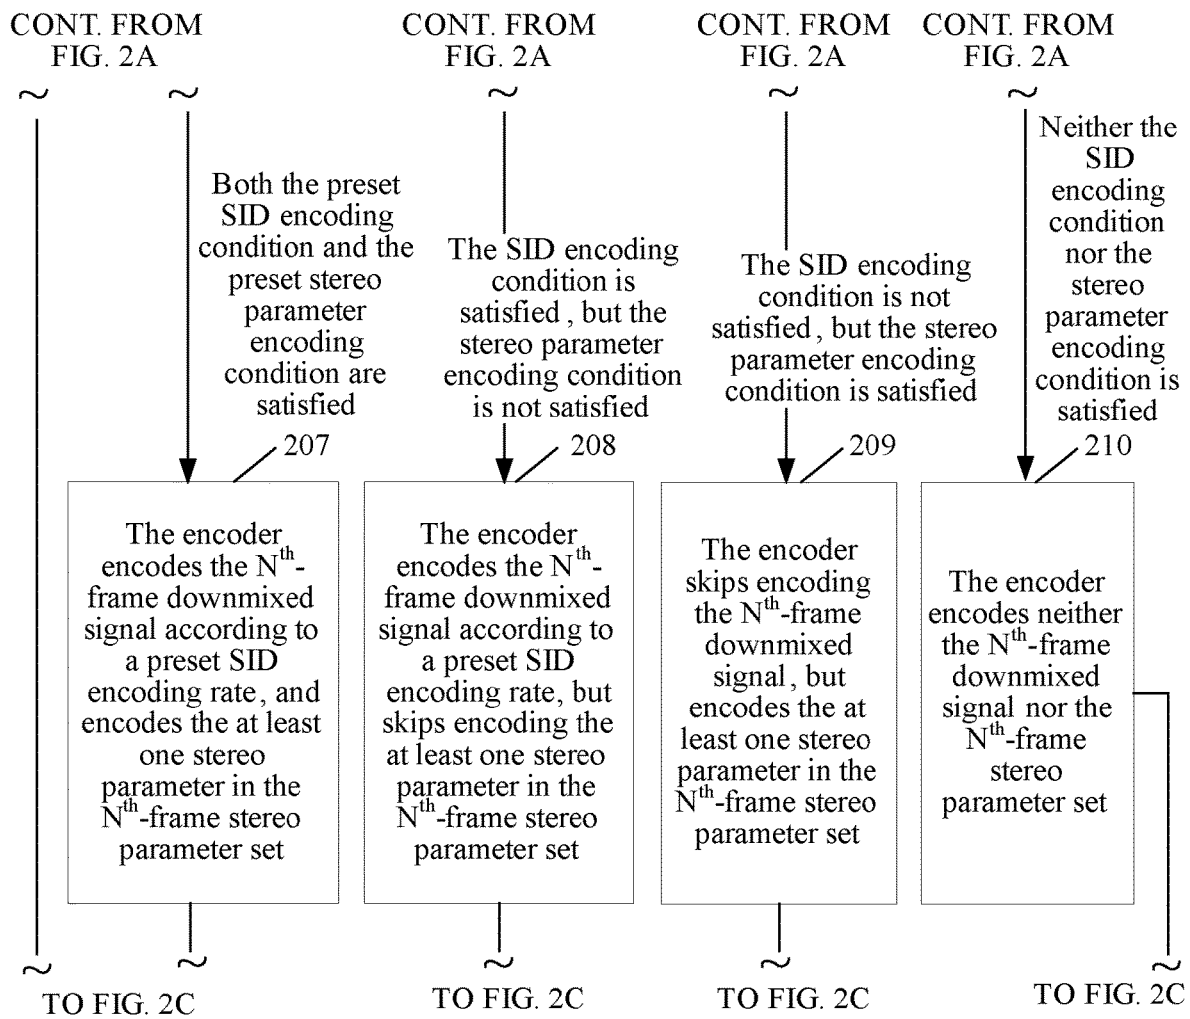 CONT. FROM
FIG. 2A
CONT. FROM
FIG. 2A
CONT. FROM
FIG. 2A
CONT. FROM
FIG. 2A
Both the preset
SID encoding
condition and the
preset stereo
parameter
encoding
condition are
satisfied
The SID encoding
condition is
satisfied, but the
stereo parameter
encoding condition
is not satisfied
The SID encoding
condition is not
satisfied, but the stereo
parameter encoding
condition is satisfied
Neither the
SID
encoding
condition
nor the
stereo
parameter
encoding
condition is
satisfied
207
208
209
210
The encoder
encodes the Nth-
frame downmixed
signal according to
a preset SID
encoding rate, and
encodes the at least
one stereo
parameter in the
Nth-frame stereo
parameter set
The encoder
encodes the Nth-
frame downmixed
signal according to
a preset SID
encoding rate, but
skips encoding the
at least one stereo
parameter in the
Nth-frame stereo
parameter set
The encoder
skips encoding
the Nth-frame
downmixed
signal, but
encodes the at
least one stereo
parameter in the
Nth-frame stereo
parameter set
The encoder
encodes neither
the Nth-frame
downmixed
signal nor the
Nth-frame
stereo
parameter set
TO FIG. 2C
TO FIG. 2C
TO FIG. 2C
TO FIG. 2C